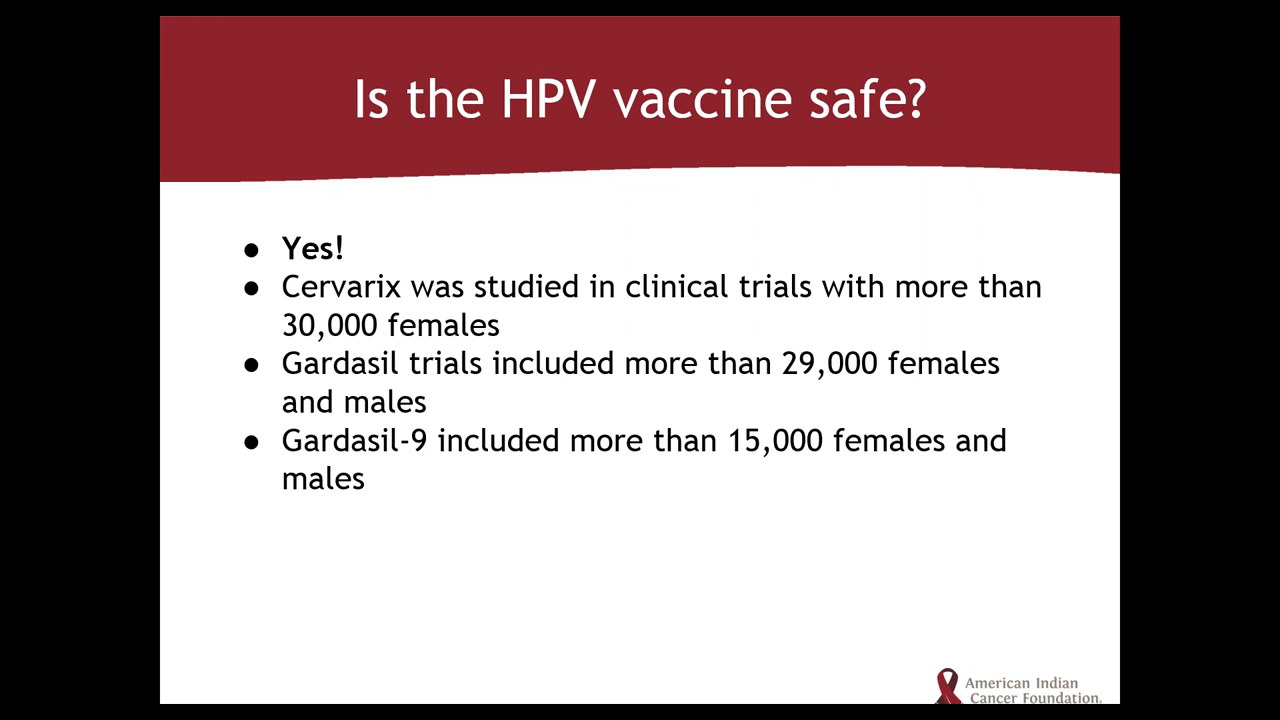 Is the HPV vaccine safe?
● Yes!
● Cervarix was studied in clinical trials with more than
30,000 females
● Gardasil trials included more than 29,000 females
and males
● Gardasil-9 included more than 15,000 females and
males
American Indian
Cancer Foundation.